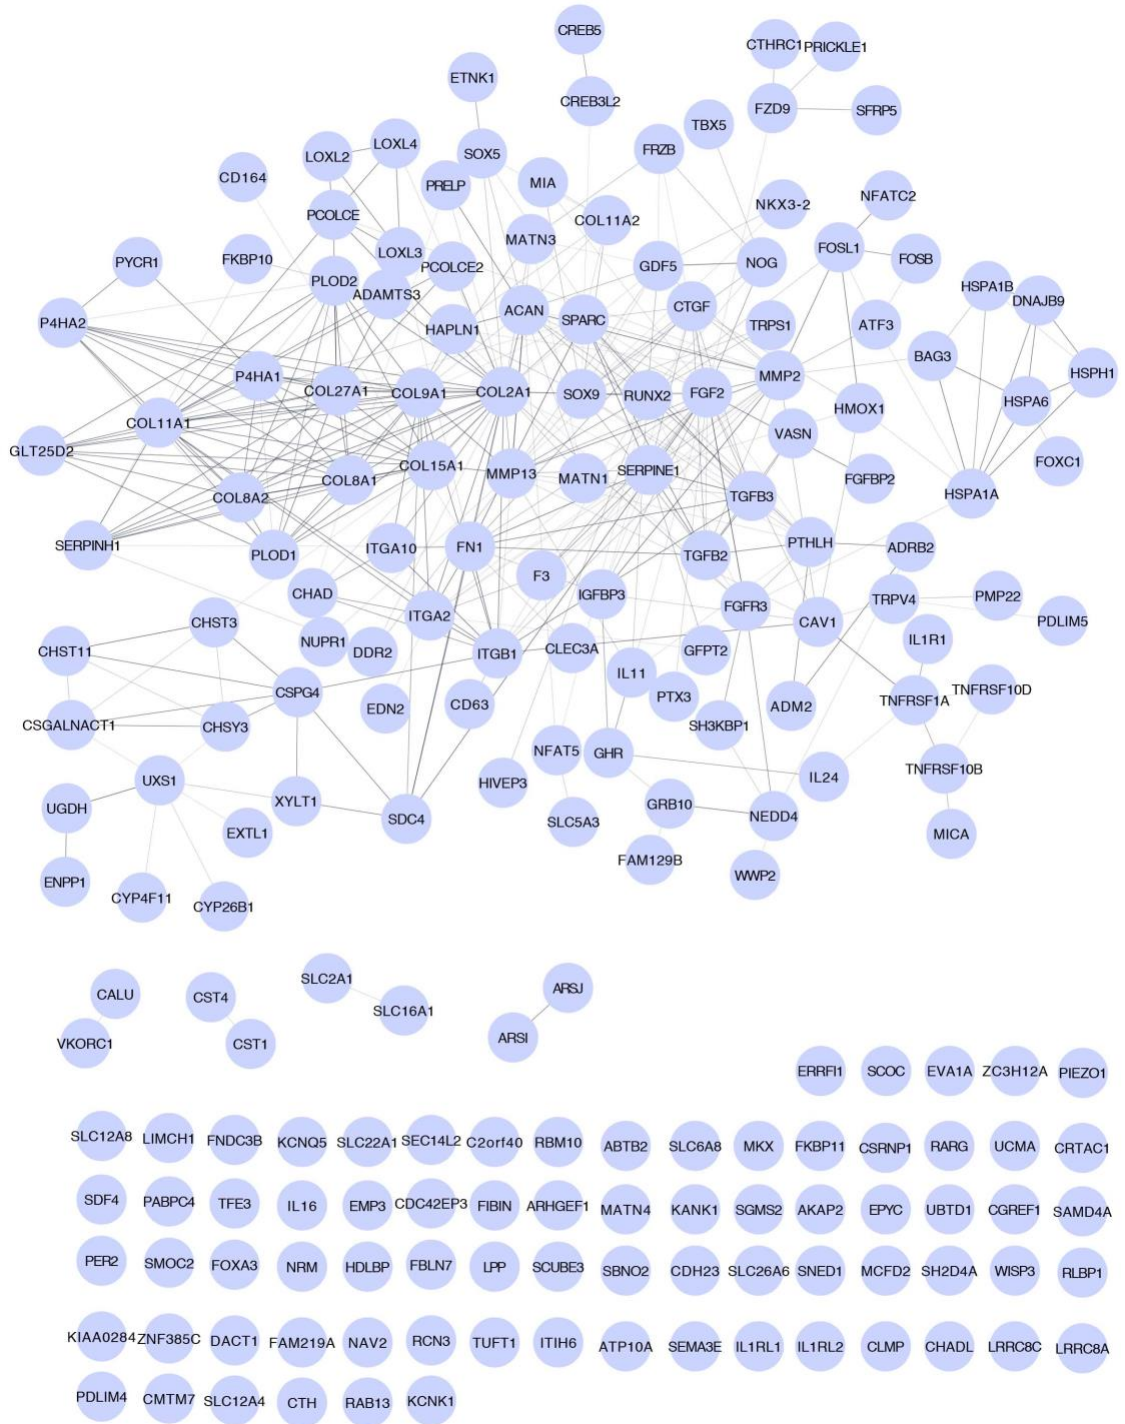 CREB5
CTHRC1
PRICKLE1
ETNK1
CREB3L2
FZD9
SFRP5
TBX5
LOXL2
LOXL4
SOX5
FRZB
CD164
PRELP
MIA
NKX3-2
NFATC2
PCOLCE
COL11A2
MATN3
LOXL3
FOSL1
FOSB
PYCR1
FKBP10
PCOLCE2
GDF5
NOG
PLOD2
ADAMTS3
HSPA1B
DNAJB9
P4HA2
HAPLN1
ACAN
SPARC
CTGF
TRPS1
ATF3
BAG3
HSPH1
P4HA1
COL27A1
COL9A1
COL2A1
SOX9
RUNX2
FGF2
MMP2
HSPA6
COL11A1
HMOX1
VASN
GLT25D2
FOXC1
COL15A1
MMP13
MATN1
SERPINE1
FGFBP2
COL8A2
COL8A1
TGFB3
HSPA1A
SERPINH1
PLOD1
ITGA10
FN1
TGFB2
PTHLH
ADRB2
F3
CHAD
IGFBP3
FGFR3
TRPV4
PMP22
CHST3
ITGA2
CAV1
PDLIM5
CHST11
NUPR1
DDR2
ITGB1
CLEC3A
GFPT2
IL1R1
IL11
CSPG4
TNFRSF10D
EDN2
CD63
PTX3
ADM2
TNFRSF1A
CSGALNACT1
CHSY3
SH3KBP1
NFAT5
GHR
TNFRSF10B
UXS1
HIVEP3
IL24
UGDH
XYLT1
SDC4
GRB10
NEDD4
EXTL1
SLC5A3
MICA
FAM129B
ENPP1
CYP4F11
CYP26B1
WWP2
SLC2A1
CALU
CST4
SLC16A1
ARSJ
VKORC1
CST1
ARSI
ERRFI1 SCOC EVA1A ZC3H12A PIEZO1
SLC12A8 LIMCH1 FNDC3B KCNQ5 SLC22A1 SEC14L2 C2orf40 RBM10 ABTB2 SLC6A8 MKX FKBP11 CSRNP1 RARG UCMA CRTAC1
SDF4 PABPC4 TFE3 IL16 EMP3 CDC42EP3 FIBIN ARHGEF1 MATN4 KANK1 SGMS2 AKAP2 EPYC UBTD1 CGREF1 SAMD4A
PER2 SMOC2 FOXA3 NRM HDLBP FBLN7 LPP SCUBE3 SBNO2 CDH23 SLC26A6 SNED1 MCFD2 SH2D4A WISP3 RLBP1
KIAA0284 ZNF385C DACT1 FAM219A NAV2 RCN3 TUFT1 ITIH6 ATP10A SEMA3E IL1RL1 IL1RL2 CLMP CHADL LRRC8C LRRC8A
PDLIM4 CMTM7 SLC12A4 CTH RAB13 KCNK1